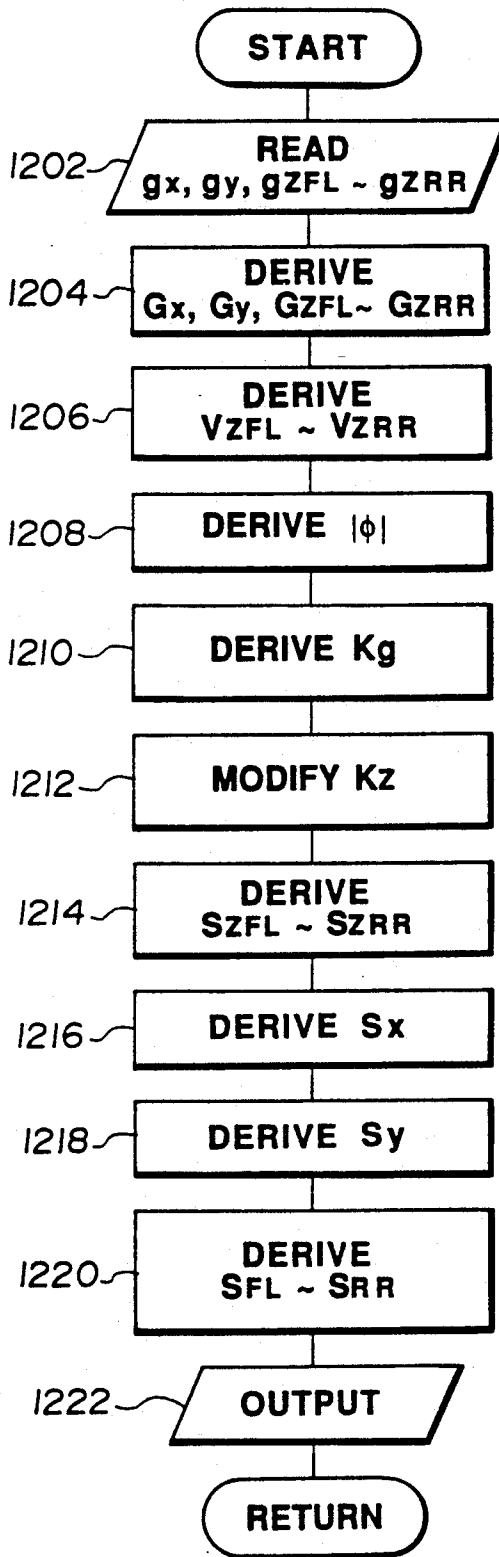 START
1202
READ
gx, gy, gZFL ~ gZRR
1204
DERIVE
Gx, Gy, GZFL ~ GZRR
1206
DERIVE
VZFL ~ VZRR
1208
DERIVE |ϕ|
1210
DERIVE Kg
1212
MODIFY Kz
1214
DERIVE
SZFL ~ SZRR
1216
DERIVE Sx
1218
DERIVE Sy
1220
DERIVE
SFL ~ SRR
1222
OUTPUT
RETURN